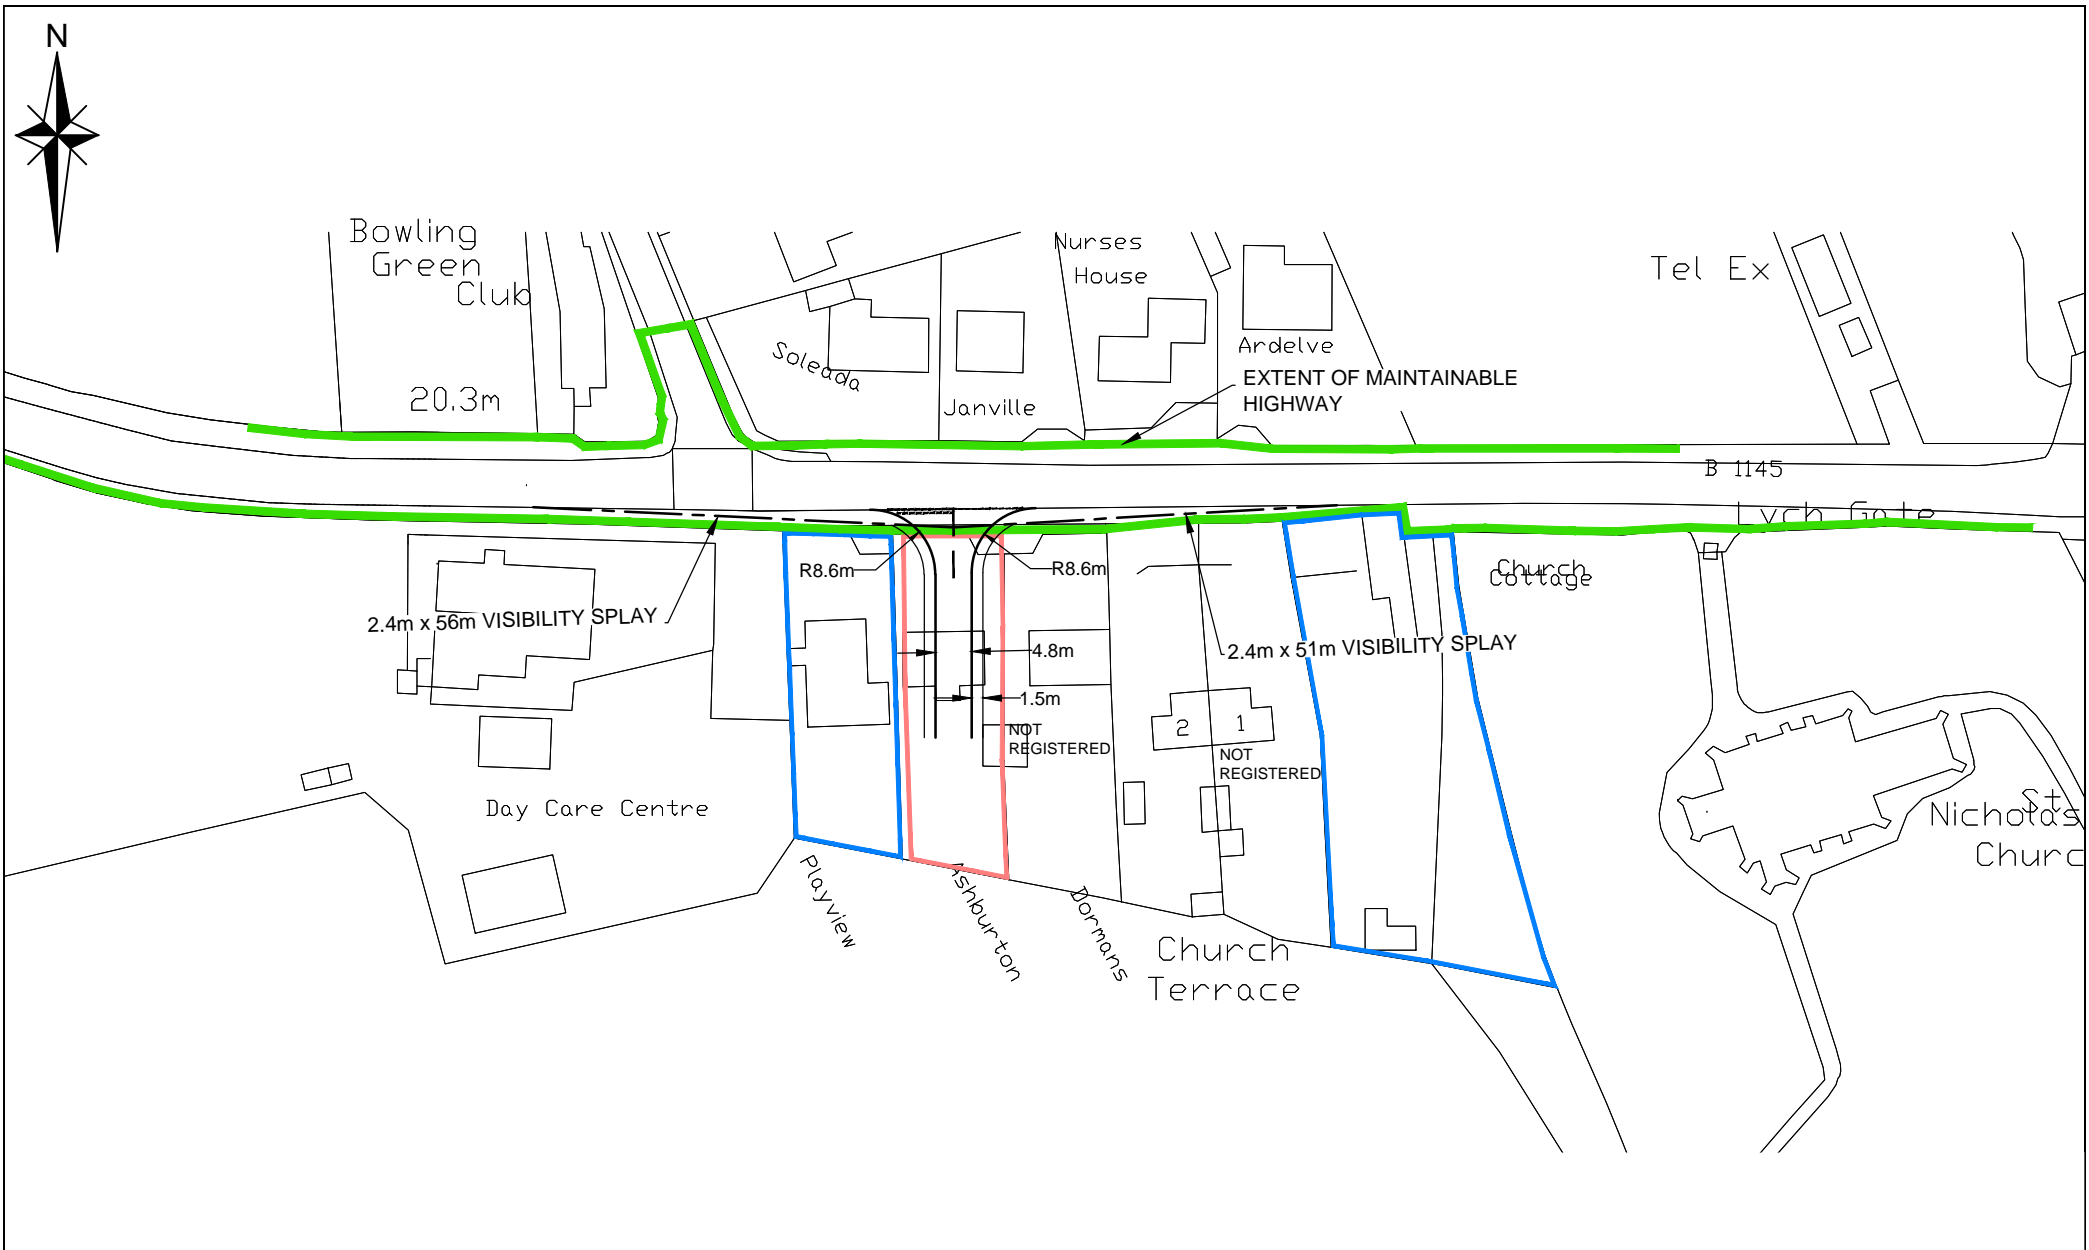 N
Bowling
Green
Club
Nurses
House
Tel Ex
Soleada
Ardelve
20.3m
Janville
EXTENT OF MAINTAINABLE
HIGHWAY
B 1145
Lych Gate
R8.6m
R8.6m
Church
Cottage
2.4m x 56m VISIBILITY SPLAY
4.8m
2.4m x 51m VISIBILITY SPLAY
1.5m
NOT
REGISTERED
2
1
NOT
REGISTERED
Day Care Centre
St
Nicholas
Churc
Playview
Ashburton
Dormans
Church
Terrace